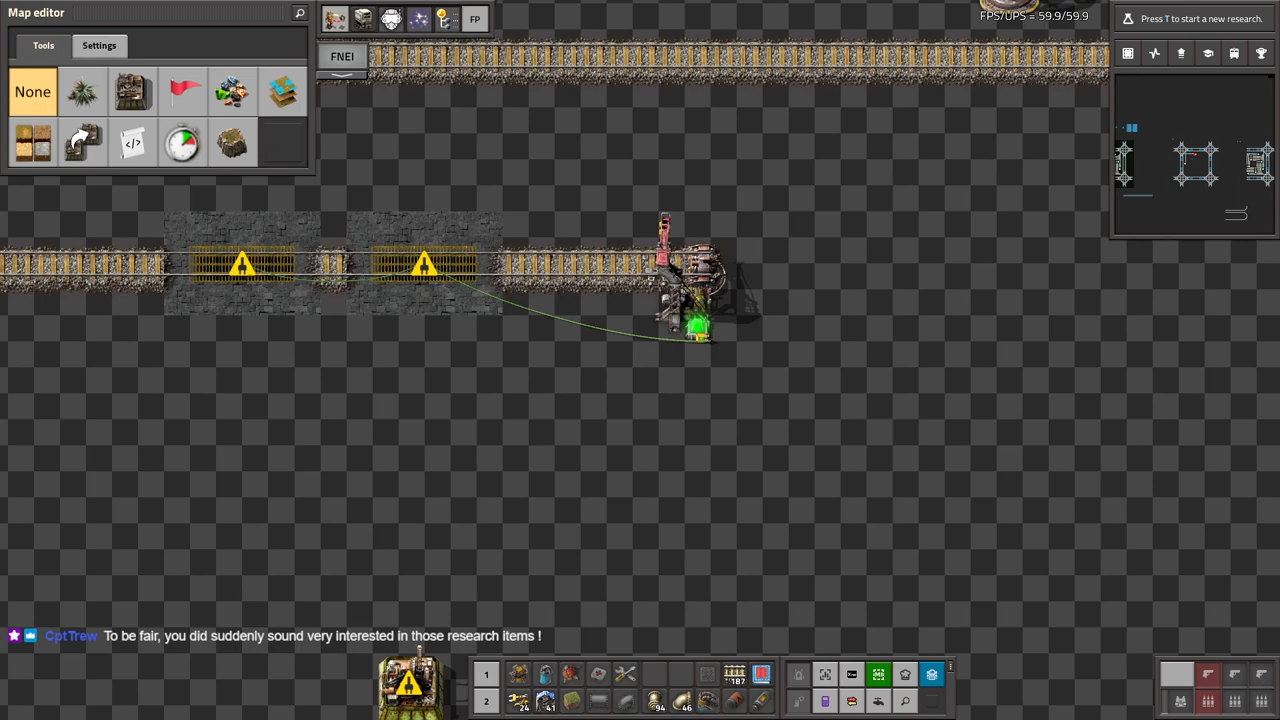 Map editor
FP
FPS/UPS = 59.9/59.9
Press T to start a new research.
Tools
Settings
FNEI
None
</>
CptTrew To be fair, you did suddenly sound very interested in those research items !
1
187
2
24
41
94
46